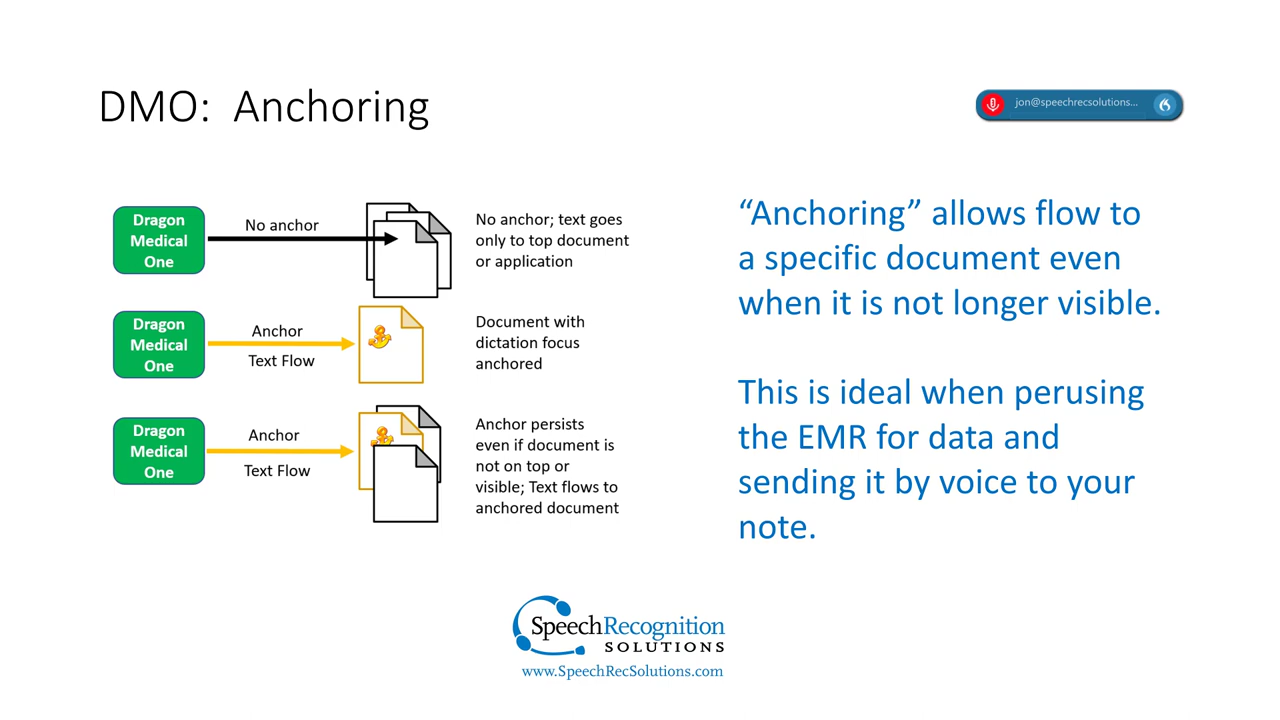 DMO:  Anchoring
jon@speechrecsolutions...
Dragon
Medical
One
No anchor
No anchor; text goes
only to top document
or application
Dragon
Medical
One
Anchor
Text Flow
Document with
dictation focus
anchored
Dragon
Medical
One
Anchor
Text Flow
Anchor persists
even if document is
not on top or
visible; Text flows to
anchored document
“Anchoring” allows flow to
a specific document even
when it is not longer visible.
This is ideal when perusing
the EMR for data and
sending it by voice to your
note.
SpeechRecognition
SOLUTIONS
www.SpeechRecSolutions.com